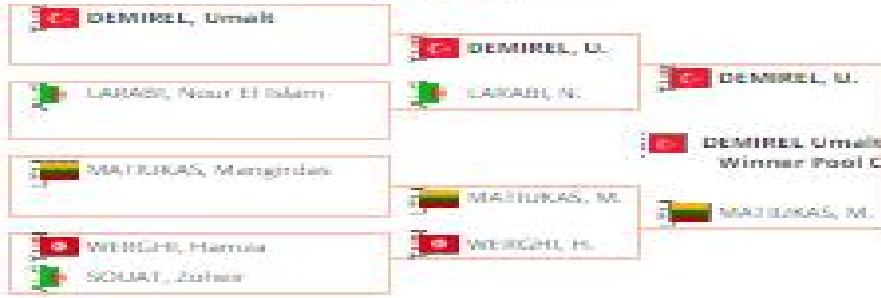 DEMIREL, Umalt
LARABI, Nour El Islam
MATIUKAS, Mangirdas
WERGHI, Hamza
SOUAT, Zoheir
DEMIREL, U.
LARABI, N.
MATIUKAS, M.
WERGHI, H.
DEMIREL, U.
DEMIREL Umalt
Winner Pool C
MATIUKAS, M.